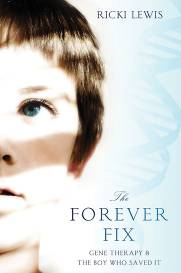 RICKI LEWIS
The
FOREVER
FIX
GENE THERAPY &
THE BOY WHO SAVED IT